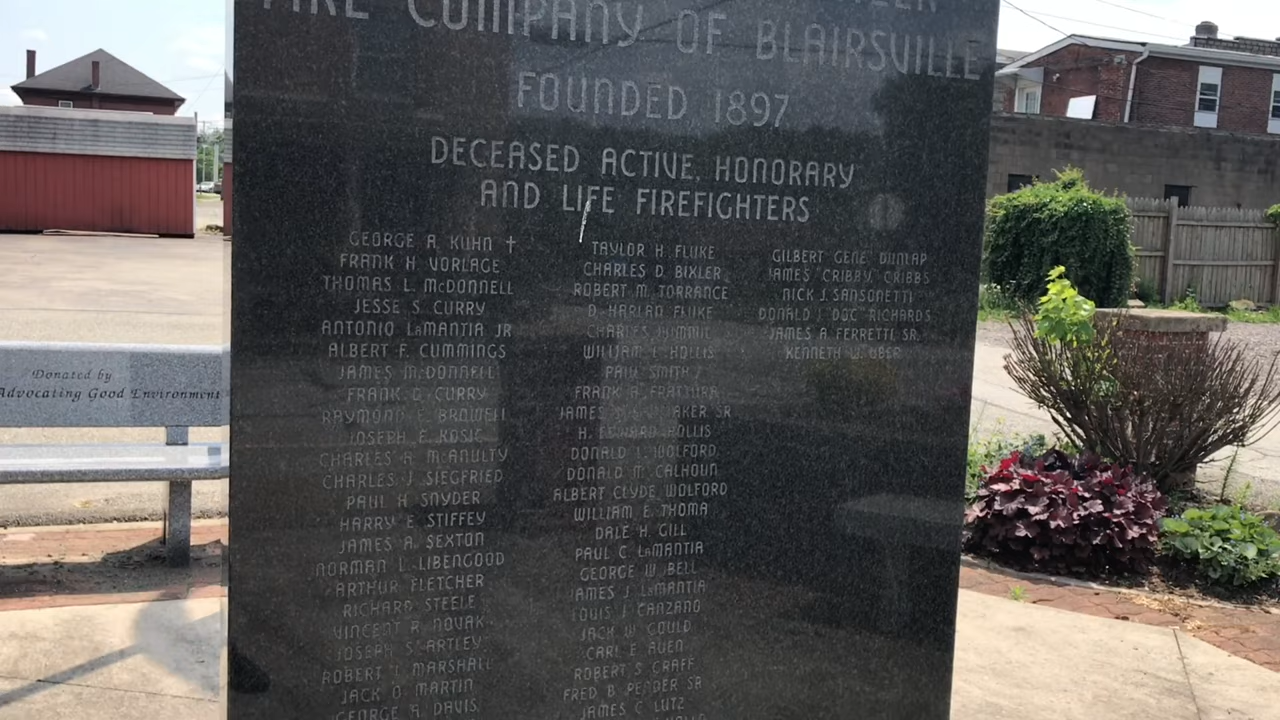 FIRE COMPANY OF BLAIRSVILLE
FOUNDED 1897
DECEASED ACTIVE, HONORARY
AND LIFE FIREFIGHTERS
GEORGE A. KUHN †
FRANK H. VORLAGE
THOMAS L. McDONNELL
JESSE S. CURRY
ANTONIO LaMANTIA JR.
ALBERT F. CUMMINGS
JAMES M. DONNELL
FRANK D. CURRY
RAYMOND E.
JOSEPH E. KOSIC
CHARLES A. McANULTY
CHARLES J. SIEGFRIED
PAUL H. SNYDER
HARRY E. STIFFEY
JAMES A. SEXTON
NORMAN L. LIBENGOOD
ARTHUR FLETCHER
RICHARD STEELE
VINCENT R. NOVAK
JOSEPH S. ARTLEY
ROBERT T. MARSHALL
JACK O. MARTIN
GEORGE A. DAVIS
TAYLOR H. FLUKE
CHARLES D. BIXLER
ROBERT M. TORRANCE
D. HARLAN FLUKE
CHARLES
WILLIAM L. HOLLIS
PAUL SMITH
FRANK A.
JAMES SR.
H. EDWARD HOLLIS
DONALD L. WOLFORD
DONALD M. CALHOUN
ALBERT CLYDE WOLFORD
WILLIAM E. THOMA
DALE H. GILL
PAUL C. LaMANTIA
GEORGE W. BELL
JAMES J. LaMANTIA
LOUIS J. CANZANO
JACK W. GOULD
CARL E. AUEN
ROBERT S. GRAFF
FRED B. PENDER SR.
JAMES C. LUTZ
GILBERT GENE DUNLAP
JAMES "CRIBBY" CRIBBS
NICK J. SANSONETTI
DONALD J. "DOC" RICHARDS
JAMES A. FERRETTI SR.
KENNETH W. UBER
Donated by
Advocating Good Environment